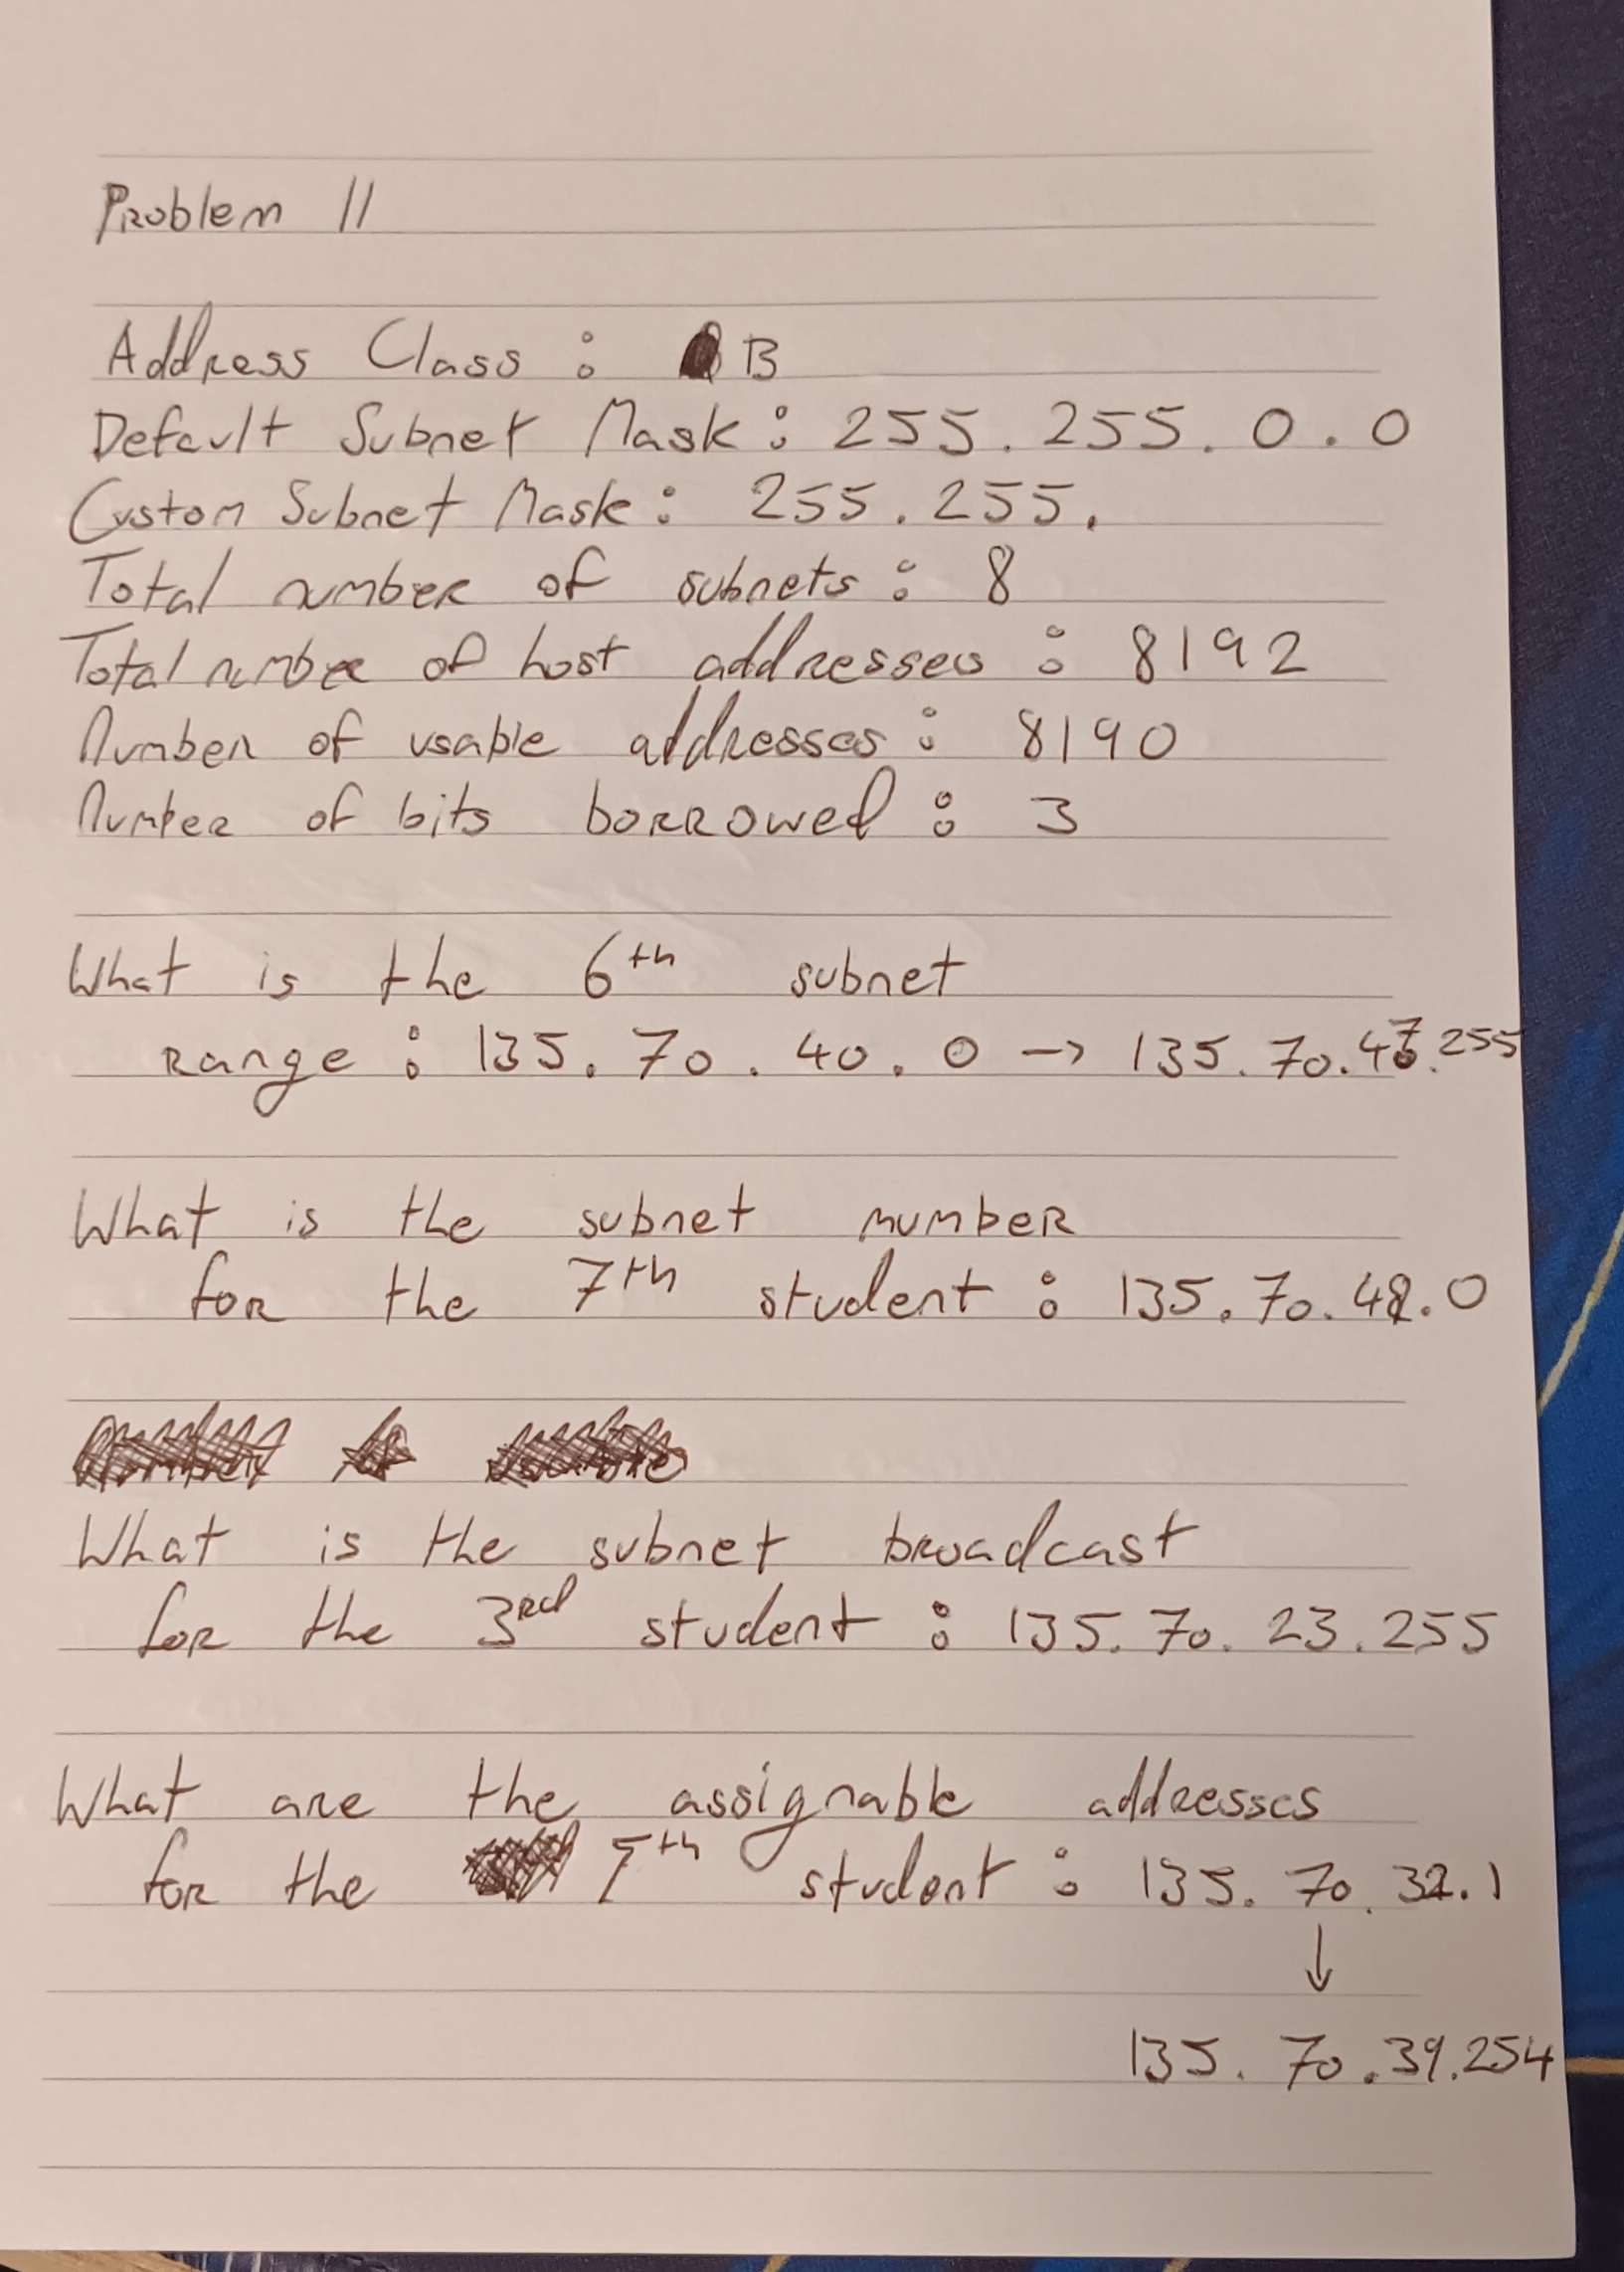 Problem 11
Address Class : B
Default Subnet Mask : 255 . 255 . 0 . 0
Custom Subnet Mask : 255 . 255 .
Total number of subnets : 8
Total number of host addresses : 8192
Number of usable addresses : 8190
Number of bits borrowed : 3
What is the 6th subnet
range : 135. 70 . 40 . 0 → 135. 70. 47. 255
What is the subnet number
for the 7th student : 135. 70. 48. 0
What is the subnet broadcast
for the 3rd student : 135. 70. 23. 255
What are the assignable addresses
for the student : 135. 70. 32. 1
↓
135. 70 . 39. 254